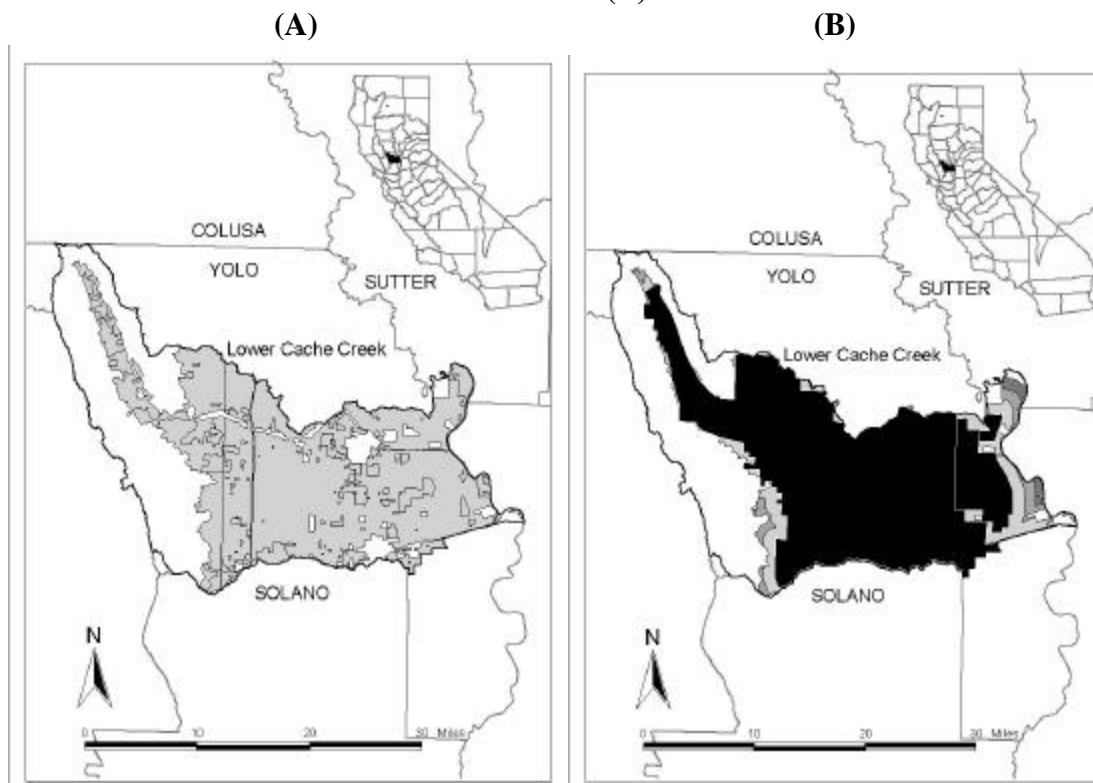 (A)
(B)
COLUSA
YOLO
SUTTER
Lower Cache Creek
SOLANO
N
0 10 20 30 Miles
COLUSA
YOLO
SUTTER
Lower Cache Creek
SOLANO
N
0 10 20 30 Miles